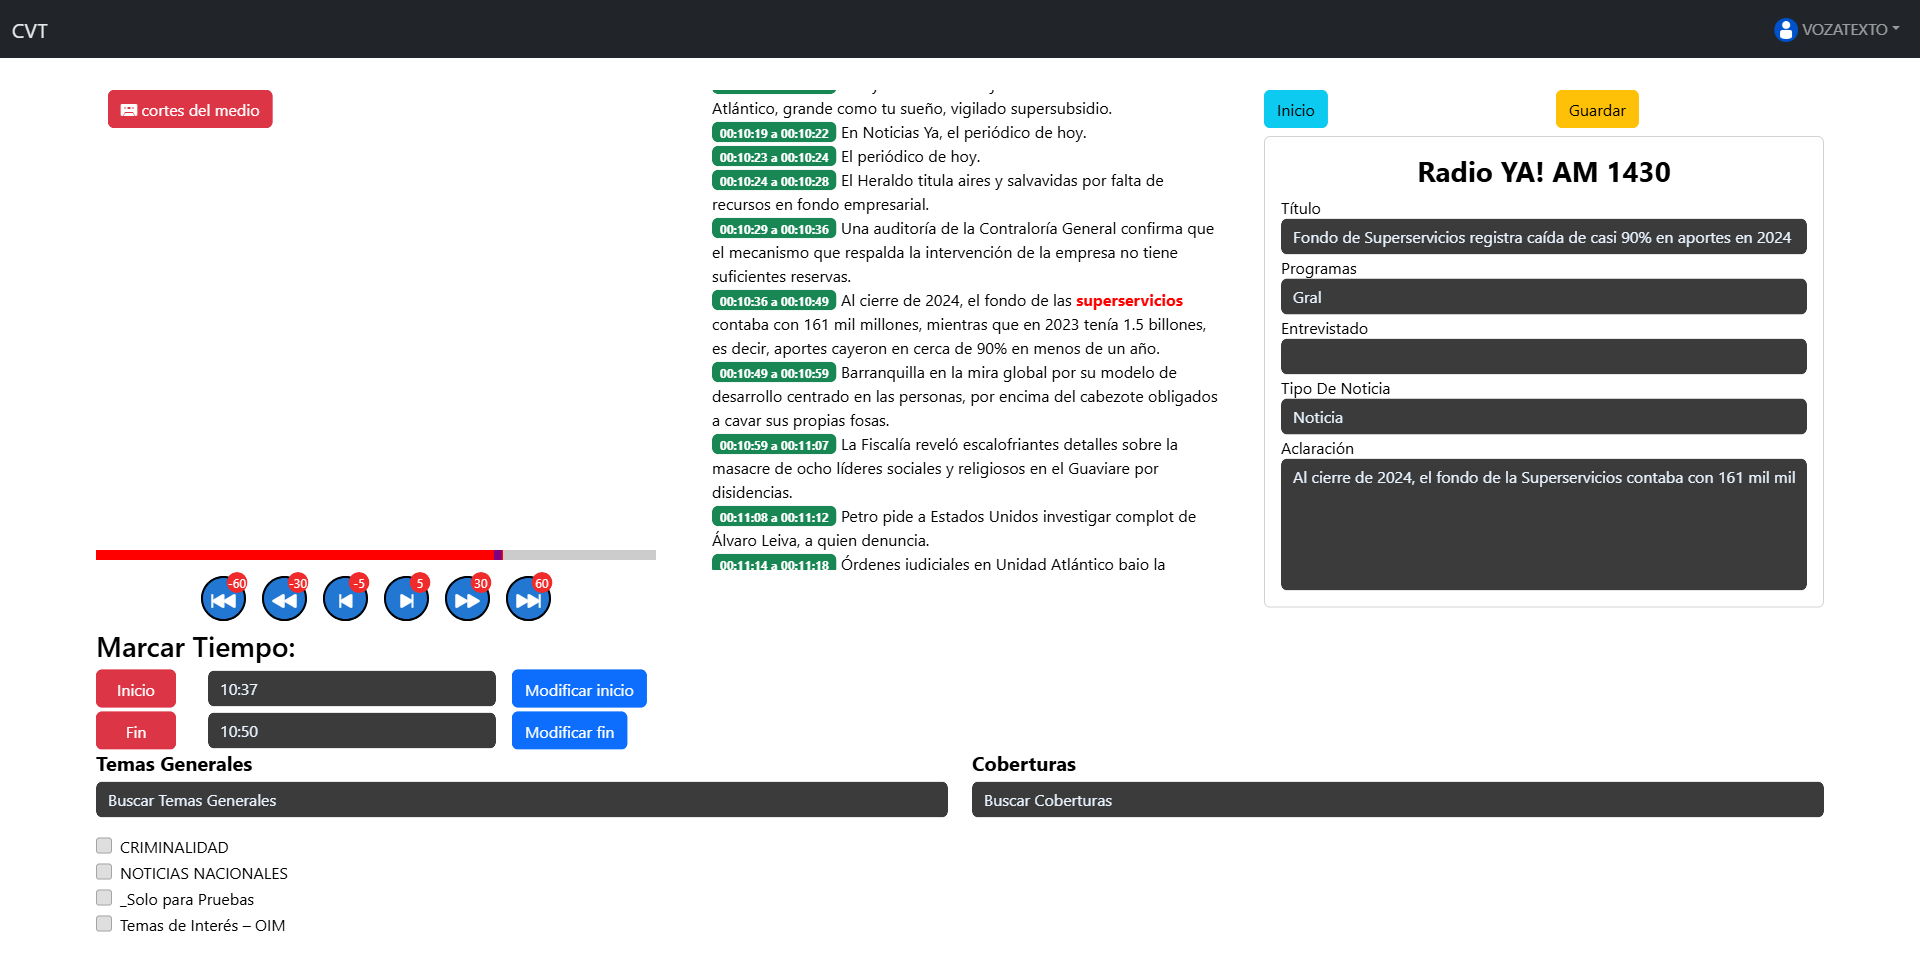 CVT
VOZATEXTO
cortes del medio
Atlántico, grande como tu sueño, vigilado supersubsidio.
00:10:19 a 00:10:22 En Noticias Ya, el periódico de hoy.
00:10:23 a 00:10:24 El periódico de hoy.
00:10:24 a 00:10:28 El Heraldo titula aires y salvavidas por falta de
recursos en fondo empresarial.
00:10:29 a 00:10:36 Una auditoría de la Contraloría General confirma que
el mecanismo que respalda la intervención de la empresa no tiene
suficientes reservas.
00:10:36 a 00:10:49 Al cierre de 2024, el fondo de las superservicios
contaba con 161 mil millones, mientras que en 2023 tenía 1.5 billones,
es decir, aportes cayeron en cerca de 90% en menos de un año.
00:10:49 a 00:10:59 Barranquilla en la mira global por su modelo de
desarrollo centrado en las personas, por encima del cabezote obligados
a cavar sus propias fosas.
00:10:59 a 00:11:07 La Fiscalía reveló escalofriantes detalles sobre la
masacre de ocho líderes sociales y religiosos en el Guaviare por
disidencias.
00:11:08 a 00:11:12 Petro pide a Estados Unidos investigar complot de
Álvaro Leiva, a quien denuncia.
00:11:14 a 00:11:18 Órdenes judiciales en Unidad Atlántico bajo la
Inicio
Guardar
Radio YA! AM 1430
Título
Fondo de Superservicios registra caída de casi 90% en aportes en 2024
Programas
Gral
Entrevistado
Tipo De Noticia
Noticia
Aclaración
Al cierre de 2024, el fondo de la Superservicios contaba con 161 mil mil
-60
-30
-5
5
30
60
Marcar Tiempo:
Inicio
10:37
Modificar inicio
Fin
10:50
Modificar fin
Temas Generales
Buscar Temas Generales
CRIMINALIDAD
NOTICIAS NACIONALES
_Solo para Pruebas
Temas de Interés – OIM
Coberturas
Buscar Coberturas